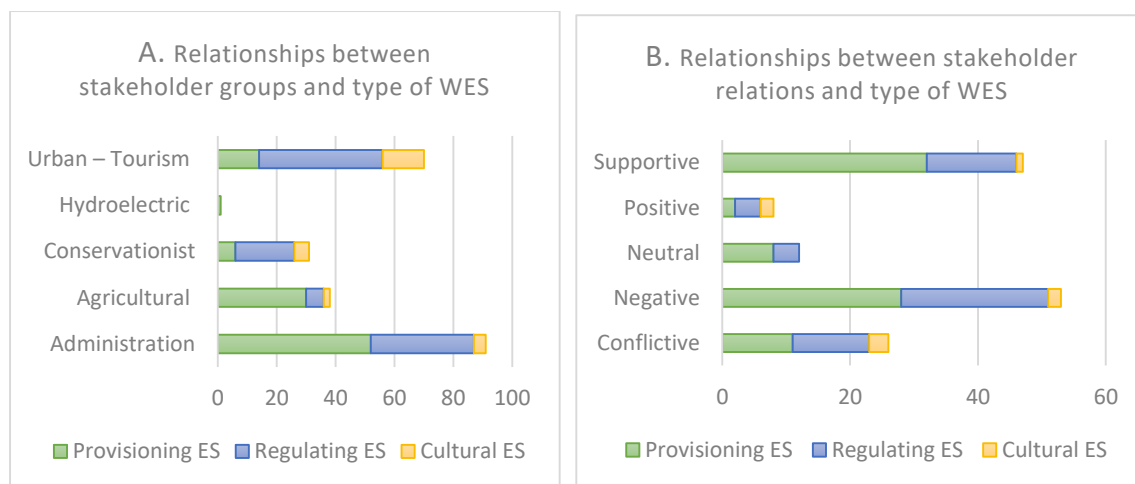 A. Relationships between
stakeholder groups and type of WES
Urban – Tourism
Hydroelectric
Conservationist
Agricultural
Administration
0 20 40 60 80 100
Provisioning ES Regulating ES Cultural ES
B. Relationships between stakeholder
relations and type of WES
Supportive
Positive
Neutral
Negative
Conflictive
0 20 40 60
Provisioning ES Regulating ES Cultural ES